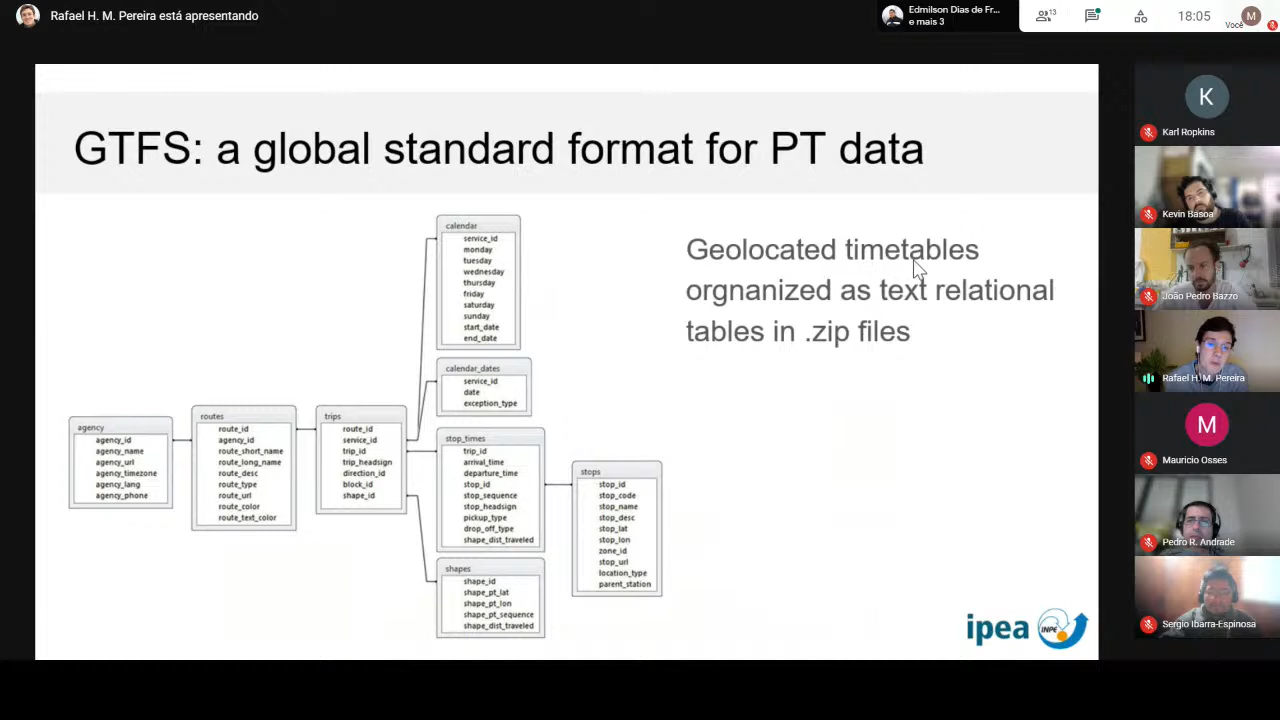 Rafael H. M. Pereira está apresentando
Edmilson Dias de Fr...
e mais 3
13
18:05
M
Você
GTFS: a global standard format for PT data
Geolocated timetables
orgnanized as text relational
tables in .zip files
agency
agency_id
agency_name
agency_url
agency_timezone
agency_lang
agency_phone
routes
route_id
agency_id
route_short_name
route_long_name
route_desc
route_type
route_url
route_color
route_text_color
trips
route_id
service_id
trip_id
trip_headsign
direction_id
block_id
shape_id
calendar
service_id
monday
tuesday
wednesday
thursday
friday
saturday
sunday
start_date
end_date
calendar_dates
service_id
date
exception_type
stop_times
trip_id
arrival_time
departure_time
stop_id
stop_sequence
stop_headsign
pickup_type
drop_off_type
shape_dist_traveled
shapes
shape_id
shape_pt_lat
shape_pt_lon
shape_pt_sequence
shape_dist_traveled
stops
stop_id
stop_code
stop_name
stop_desc
stop_lat
stop_lon
zone_id
stop_url
location_type
parent_station
ipea
INPE
K
Karl Ropkins
Kevin Basoa
João Pedro Bazzo
Rafael H. M. Pereira
M
Mauricio Osses
Pedro R. Andrade
Sergio Ibarra-Espinosa